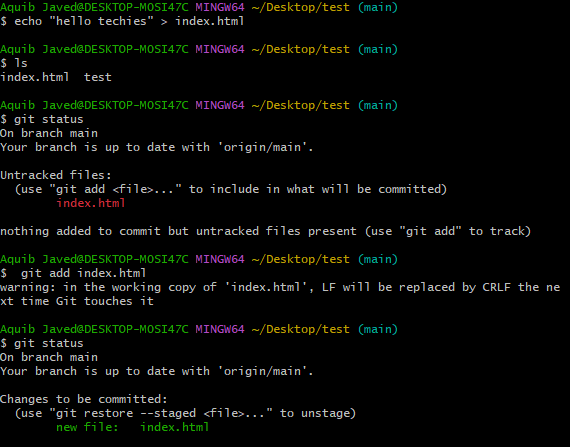 Aquib Javed@DESKTOP-MOSI47C MINGW64 ~/Desktop/test (main)
$ echo "hello techies" > index.html
Aquib Javed@DESKTOP-MOSI47C MINGW64 ~/Desktop/test (main)
$ ls
index.html  test
Aquib Javed@DESKTOP-MOSI47C MINGW64 ~/Desktop/test (main)
$ git status
On branch main
Your branch is up to date with 'origin/main'.
Untracked files:
  (use "git add <file>..." to include in what will be committed)
        index.html
nothing added to commit but untracked files present (use "git add" to track)
Aquib Javed@DESKTOP-MOSI47C MINGW64 ~/Desktop/test (main)
$  git add index.html
warning: in the working copy of 'index.html', LF will be replaced by CRLF the ne
xt time Git touches it
Aquib Javed@DESKTOP-MOSI47C MINGW64 ~/Desktop/test (main)
$ git status
On branch main
Your branch is up to date with 'origin/main'.
Changes to be committed:
  (use "git restore --staged <file>..." to unstage)
        new file:   index.html